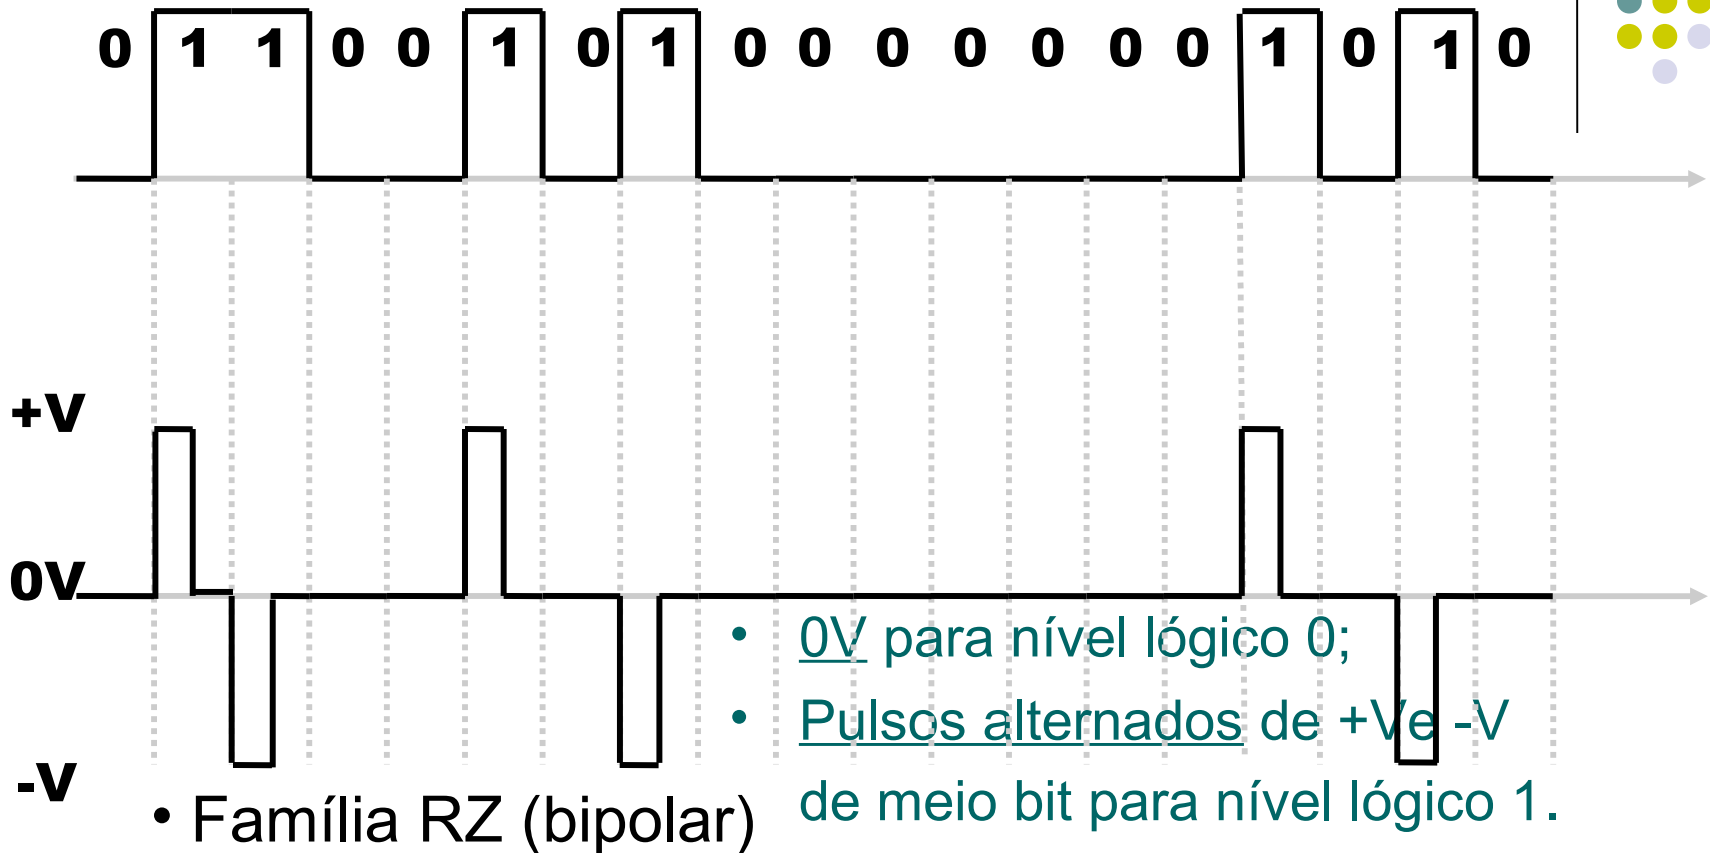 0 1 1 0 0 1 0 1 0 0 0 0 0 0 0 1 0 1 0
+V
0V
-V
• 0V para nível lógico 0;
• Pulsos alternados de +Ve -V
de meio bit para nível lógico 1.
• Família RZ (bipolar)